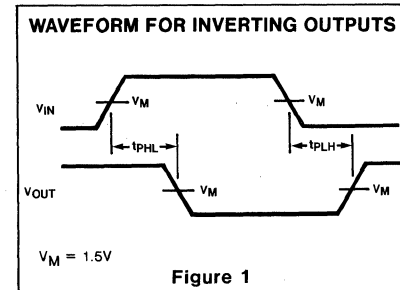 WAVEFORM FOR INVERTING OUTPUTS
VIN
VM
VM
tPHL
tPLH
VOUT
VM
VM
VM = 1.5V
Figure 1